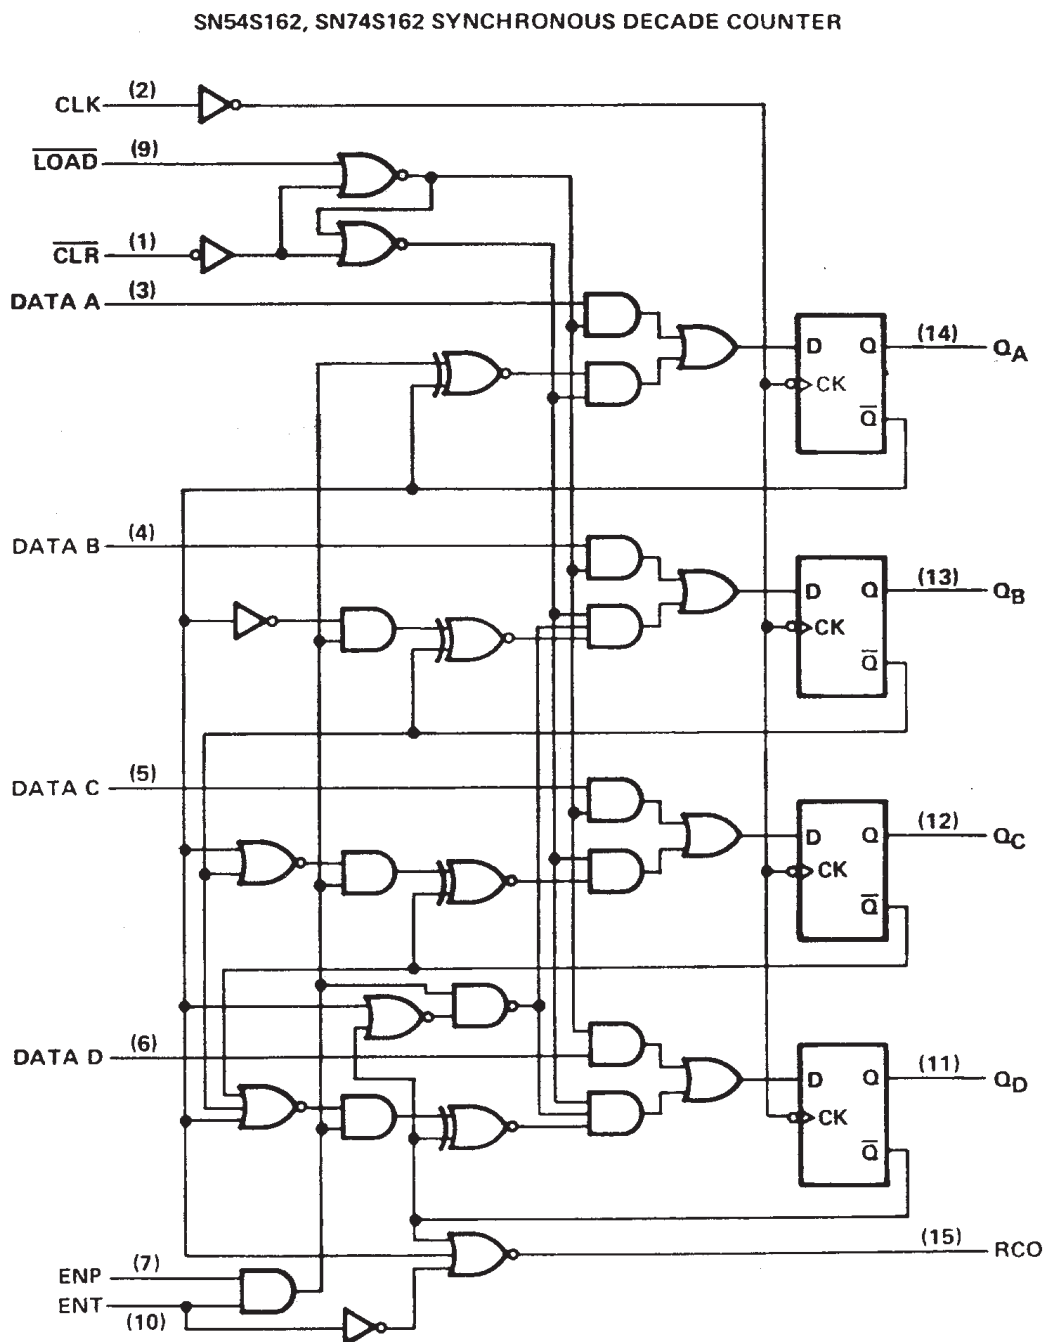 SN54S162, SN74S162 SYNCHRONOUS DECADE COUNTER
CLK (2)
LOAD (9)
CLR (1)
DATA A (3)
D Q (14) QA
CK
Q
DATA B (4)
D Q (13) QB
CK
Q
DATA C (5)
D Q (12) QC
CK
Q
DATA D (6)
D Q (11) QD
CK
Q
(15) RCO
ENP (7)
ENT
(10)